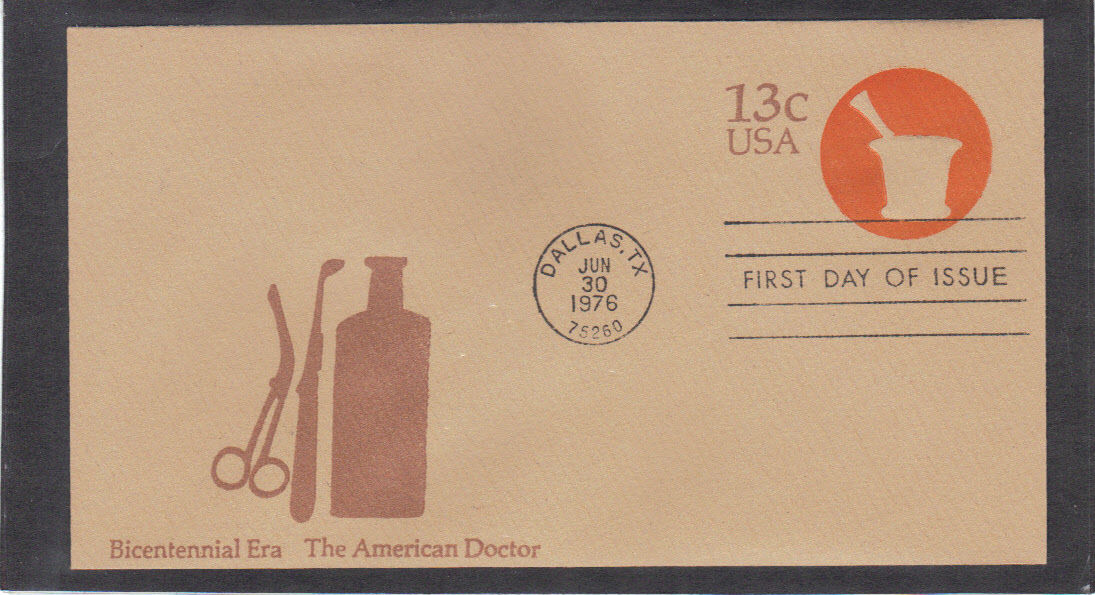 13c
USA
DALLAS, TX
JUN
30
1976
75260
FIRST DAY OF ISSUE
Bicentennial Era The American Doctor